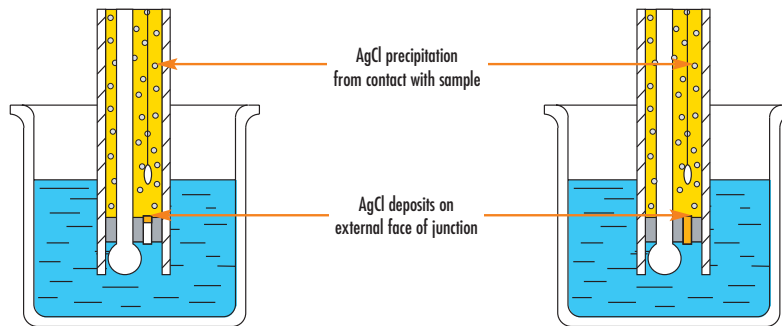 AgCl precipitation
from contact with sample
AgCl deposits on
external face of junction